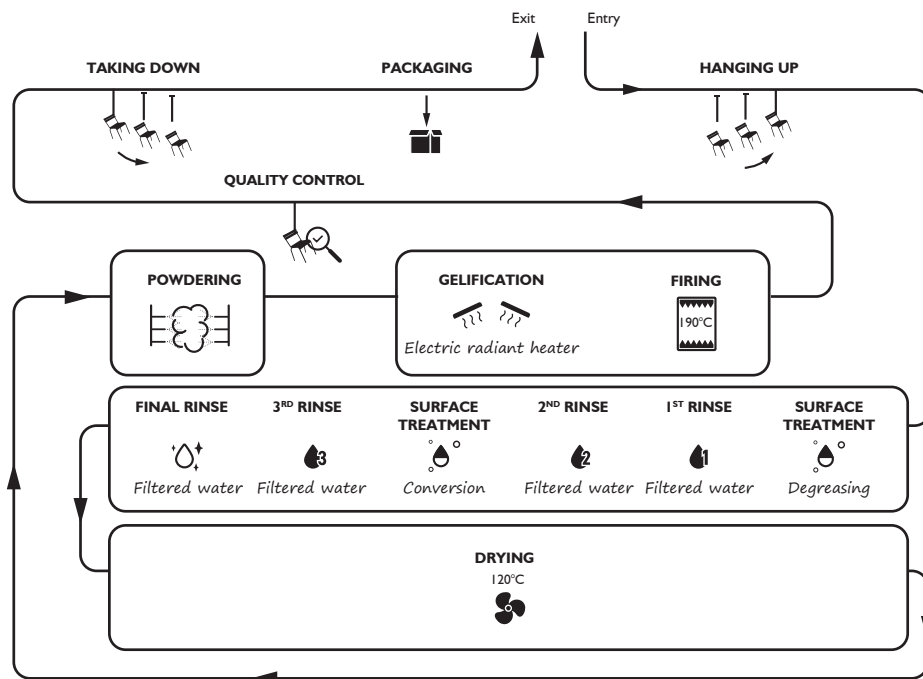 Exit
Entry
TAKING DOWN
PACKAGING
HANGING UP
QUALITY CONTROL
POWDERING
GELIFICATION
FIRING
190°C
Electric radiant heater
FINAL RINSE
3RD RINSE
SURFACE
TREATMENT
2ND RINSE
1ST RINSE
SURFACE
TREATMENT
3
2
1
Filtered water
Filtered water
Conversion
Filtered water
Filtered water
Degreasing
DRYING
120°C